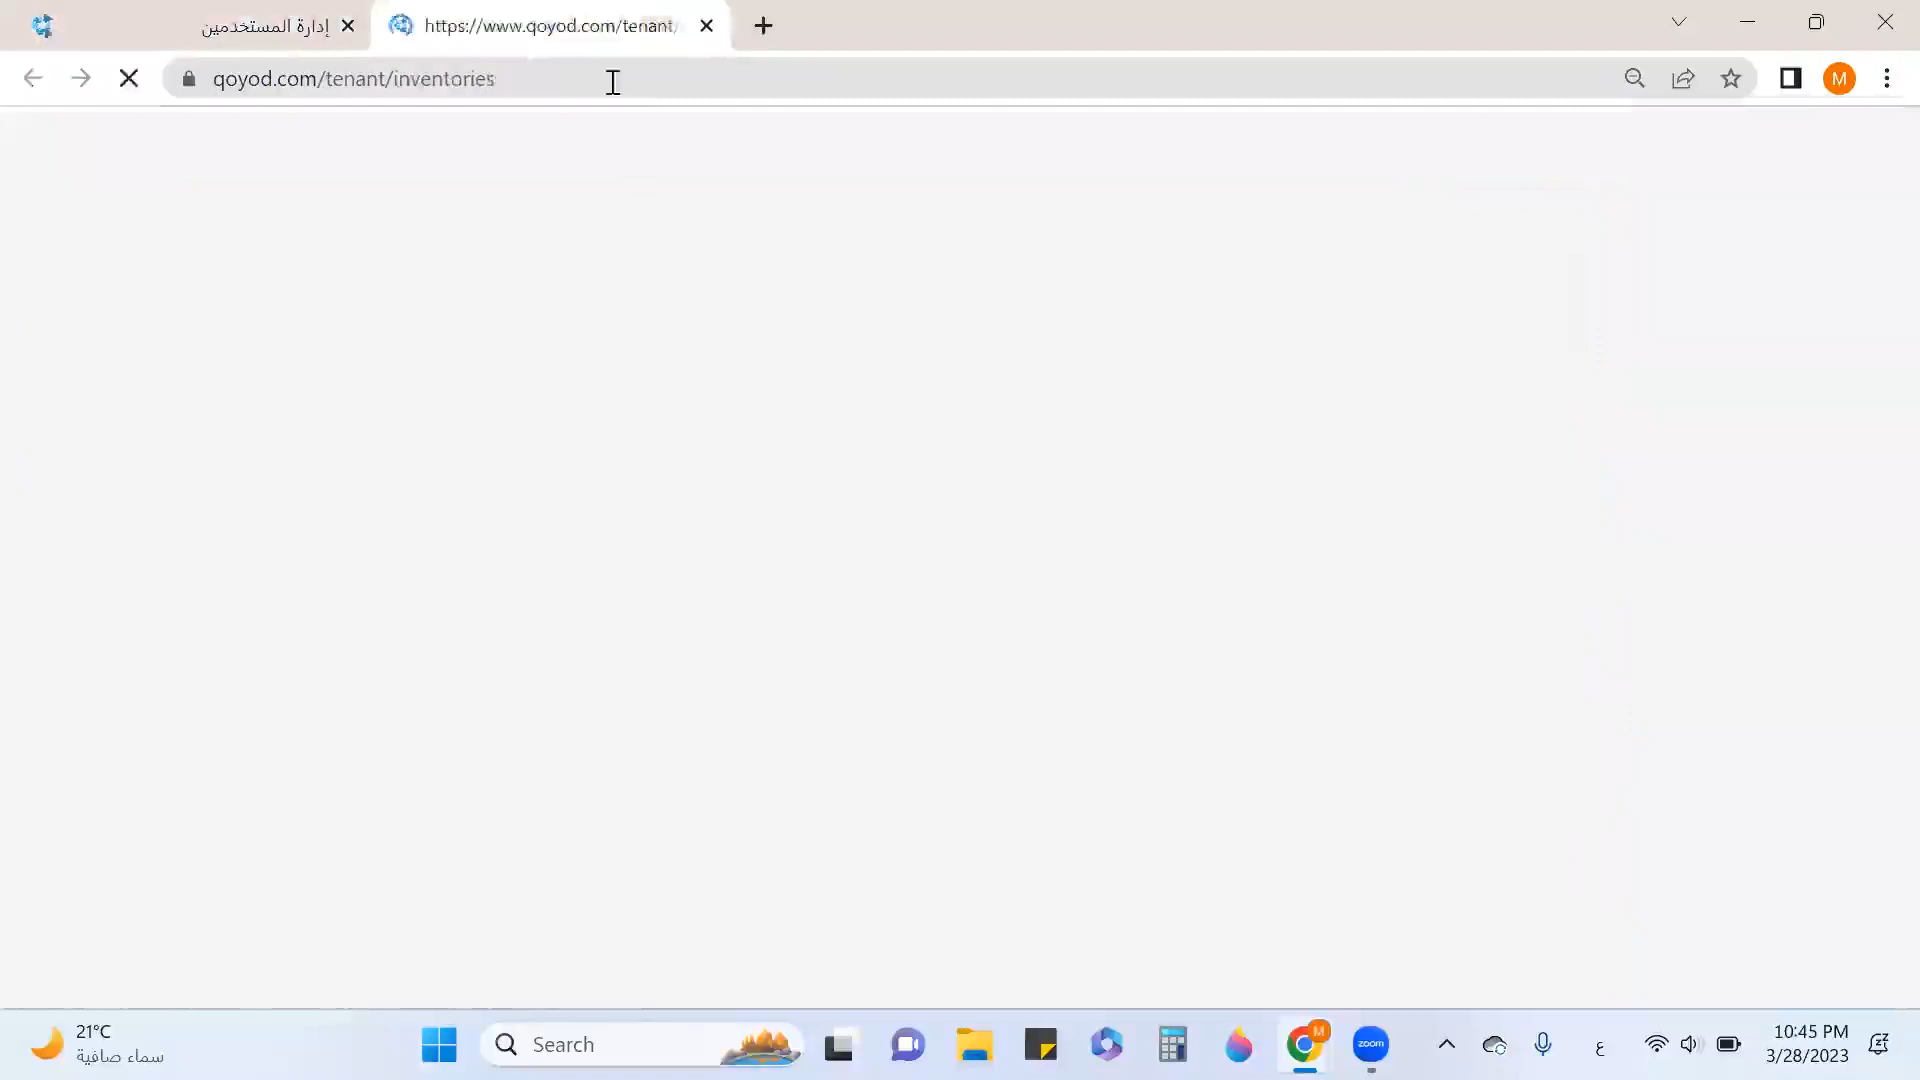 إدارة المستخدمين
https://www.qoyod.com/tenant/
qoyod.com/tenant/inventories
M
21°C
سماء صافية
Search
M
zoom
ع
10:45 PM
3/28/2023